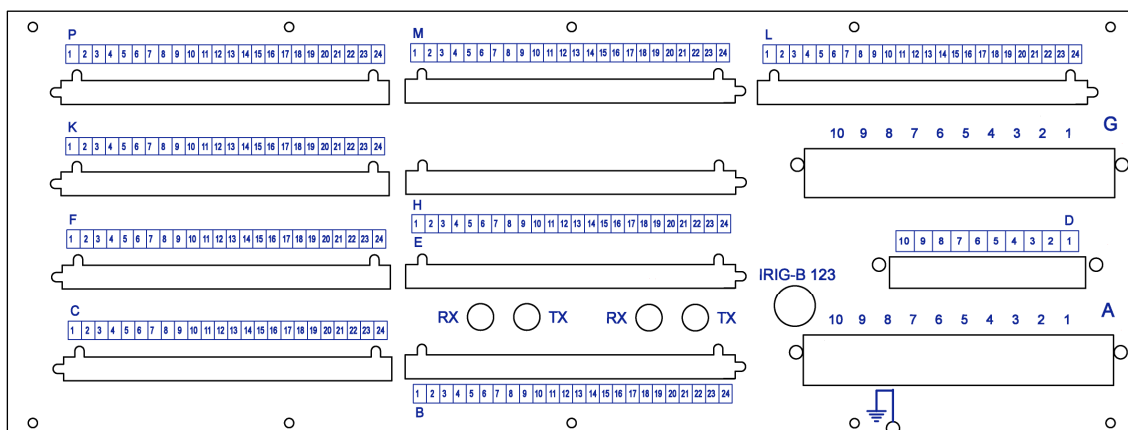 P
1 2 3 4 5 6 7 8 9 10 11 12 13 14 15 16 17 18 19 20 21 22 23 24
M
1 2 3 4 5 6 7 8 9 10 11 12 13 14 15 16 17 18 19 20 21 22 23 24
L
1 2 3 4 5 6 7 8 9 10 11 12 13 14 15 16 17 18 19 20 21 22 23 24
K
1 2 3 4 5 6 7 8 9 10 11 12 13 14 15 16 17 18 19 20 21 22 23 24
G
10 9 8 7 6 5 4 3 2 1
F
1 2 3 4 5 6 7 8 9 10 11 12 13 14 15 16 17 18 19 20 21 22 23 24
H
1 2 3 4 5 6 7 8 9 10 11 12 13 14 15 16 17 18 19 20 21 22 23 24
E
D
10 9 8 7 6 5 4 3 2 1
C
1 2 3 4 5 6 7 8 9 10 11 12 13 14 15 16 17 18 19 20 21 22 23 24
RX TX RX TX
IRIG-B 123
A
10 9 8 7 6 5 4 3 2 1
1 2 3 4 5 6 7 8 9 10 11 12 13 14 15 16 17 18 19 20 21 22 23 24
B